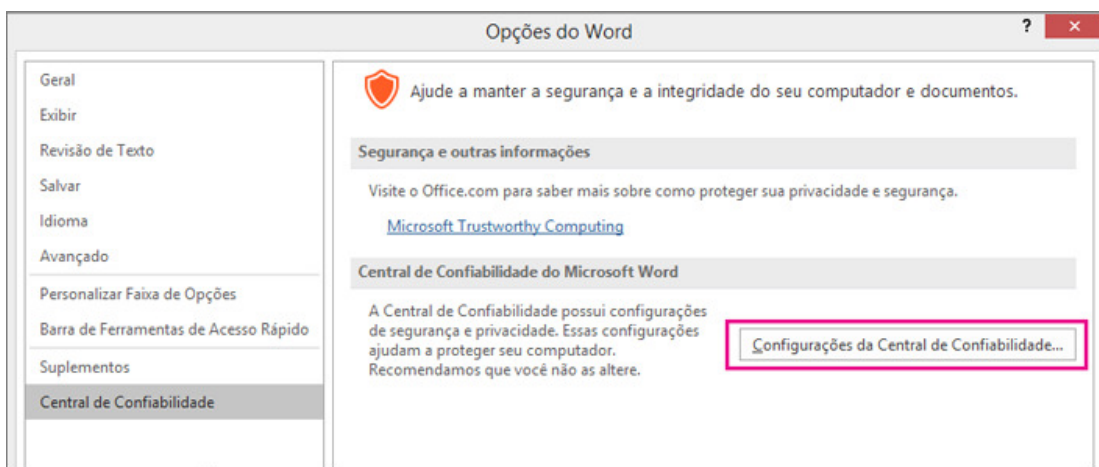 Opções do Word
?
×
Geral
Exibir
Revisão de Texto
Salvar
Idioma
Avançado
Personalizar Faixa de Opções
Barra de Ferramentas de Acesso Rápido
Suplementos
Central de Confiabilidade
Ajude a manter a segurança e a integridade do seu computador e documentos.
Segurança e outras informações
Visite o Office.com para saber mais sobre como proteger sua privacidade e segurança.
Microsoft Trustworthy Computing
Central de Confiabilidade do Microsoft Word
A Central de Confiabilidade possui configurações
de segurança e privacidade. Essas configurações
ajudam a proteger seu computador.
Recomendamos que você não as altere.
Configurações da Central de Confiabilidade...